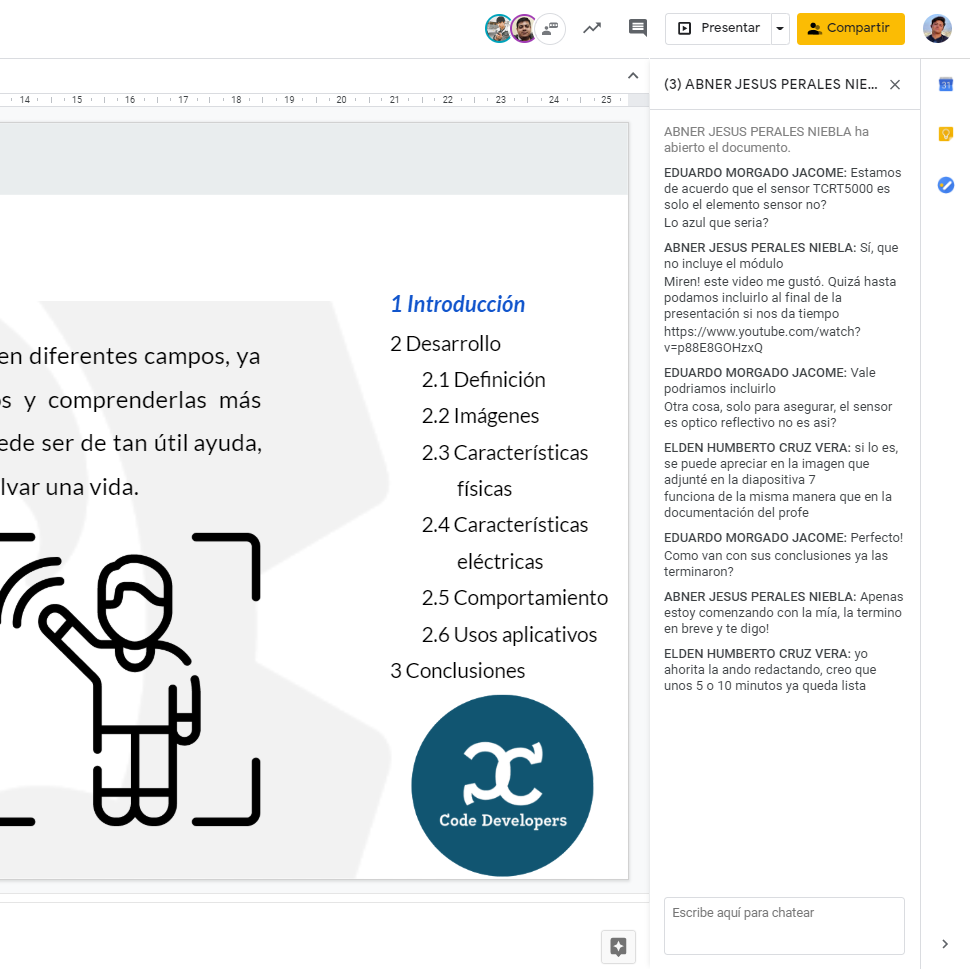 Presentar
Compartir
14 15 16 17 18 19 20 21 22 23 24 25
en diferentes campos, ya
s y comprenderlas más
ede ser de tan útil ayuda,
lvar una vida.
1 Introducción
2 Desarrollo
2.1 Definición
2.2 Imágenes
2.3 Características
físicas
2.4 Características
eléctricas
2.5 Comportamiento
2.6 Usos aplicativos
3 Conclusiones
Code Developers
(3) ABNER JESUS PERALES NIE...
ABNER JESUS PERALES NIEBLA ha
abierto el documento.
EDUARDO MORGADO JACOME: Estamos
de acuerdo que el sensor TCRT5000 es
solo el elemento sensor no?
Lo azul que seria?
ABNER JESUS PERALES NIEBLA: Sí, que
no incluye el módulo
Miren! este video me gustó. Quizá hasta
podamos incluirlo al final de la
presentación si nos da tiempo
https://www.youtube.com/watch?
v=p88E8GOHzxQ
EDUARDO MORGADO JACOME: Vale
podriamos incluirlo
Otra cosa, solo para asegurar, el sensor
es optico reflectivo no es asi?
ELDEN HUMBERTO CRUZ VERA: si lo es,
se puede apreciar en la imagen que
adjunté en la diapositiva 7
funciona de la misma manera que en la
documentación del profe
EDUARDO MORGADO JACOME: Perfecto!
Como van con sus conclusiones ya las
terminaron?
ABNER JESUS PERALES NIEBLA: Apenas
estoy comenzando con la mía, la termino
en breve y te digo!
ELDEN HUMBERTO CRUZ VERA: yo
ahorita la ando redactando, creo que
unos 5 o 10 minutos ya queda lista
Escribe aquí para chatear
31